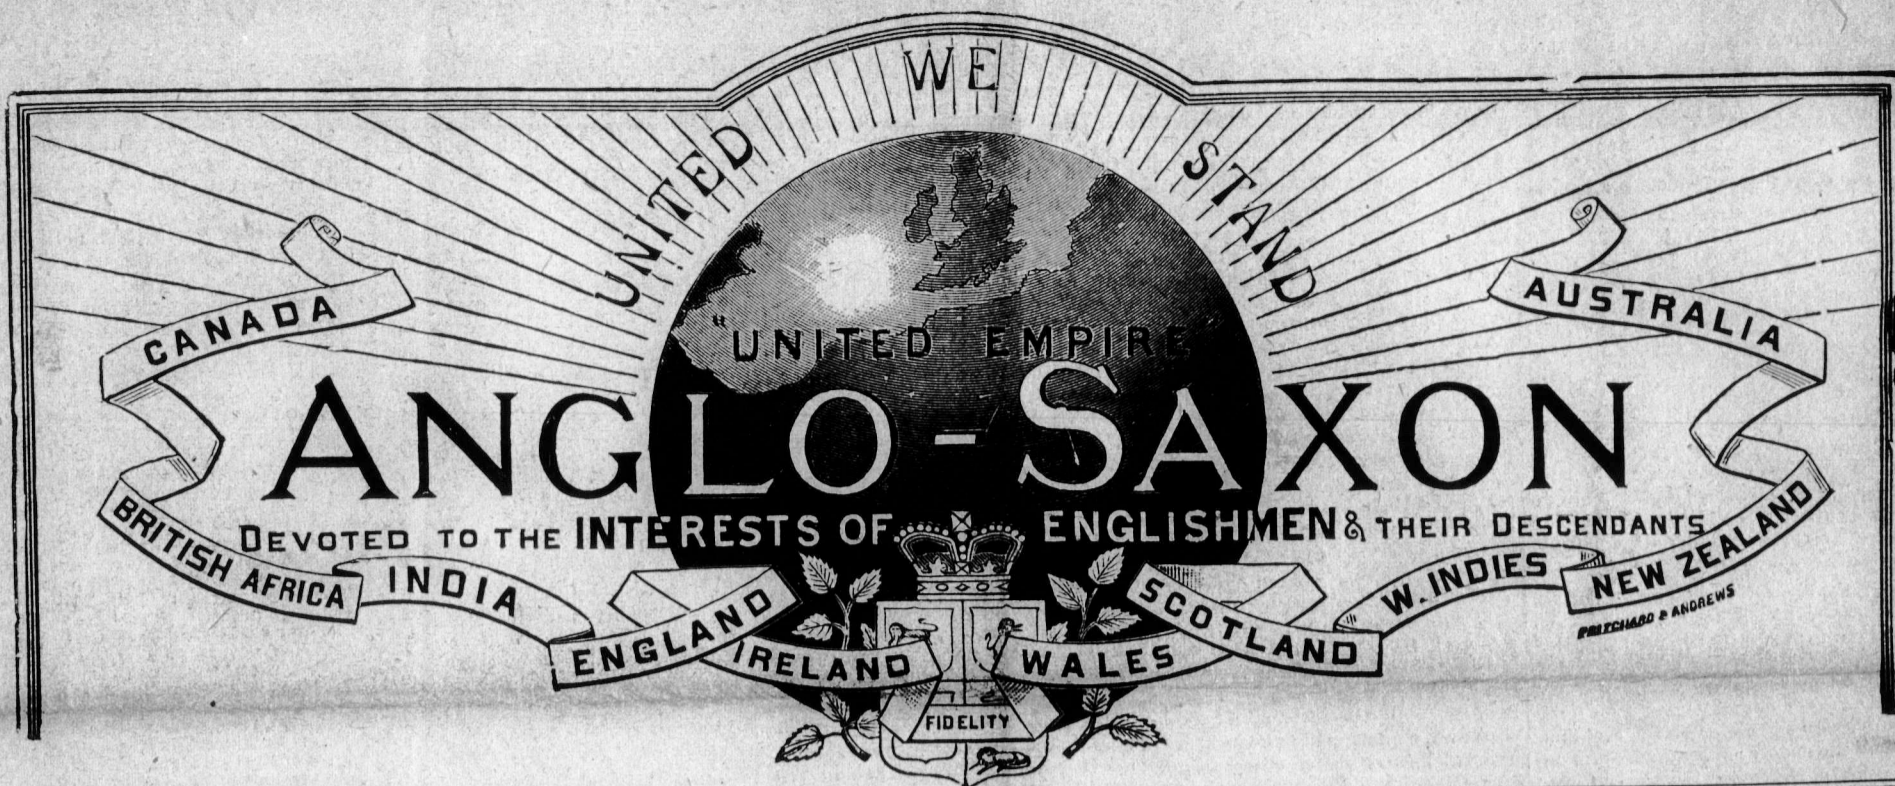 UNITED WE STAND
"UNITED EMPIRE"
ANGLO-SAXON
DEVOTED TO THE INTERESTS OF ENGLISHMEN & THEIR DESCENDANTS
CANADA
AUSTRALIA
BRITISH AFRICA
INDIA
ENGLAND
IRELAND
WALES
SCOTLAND
W. INDIES
NEW ZEALAND
PRITCHARD & ANDREWS
FIDELITY